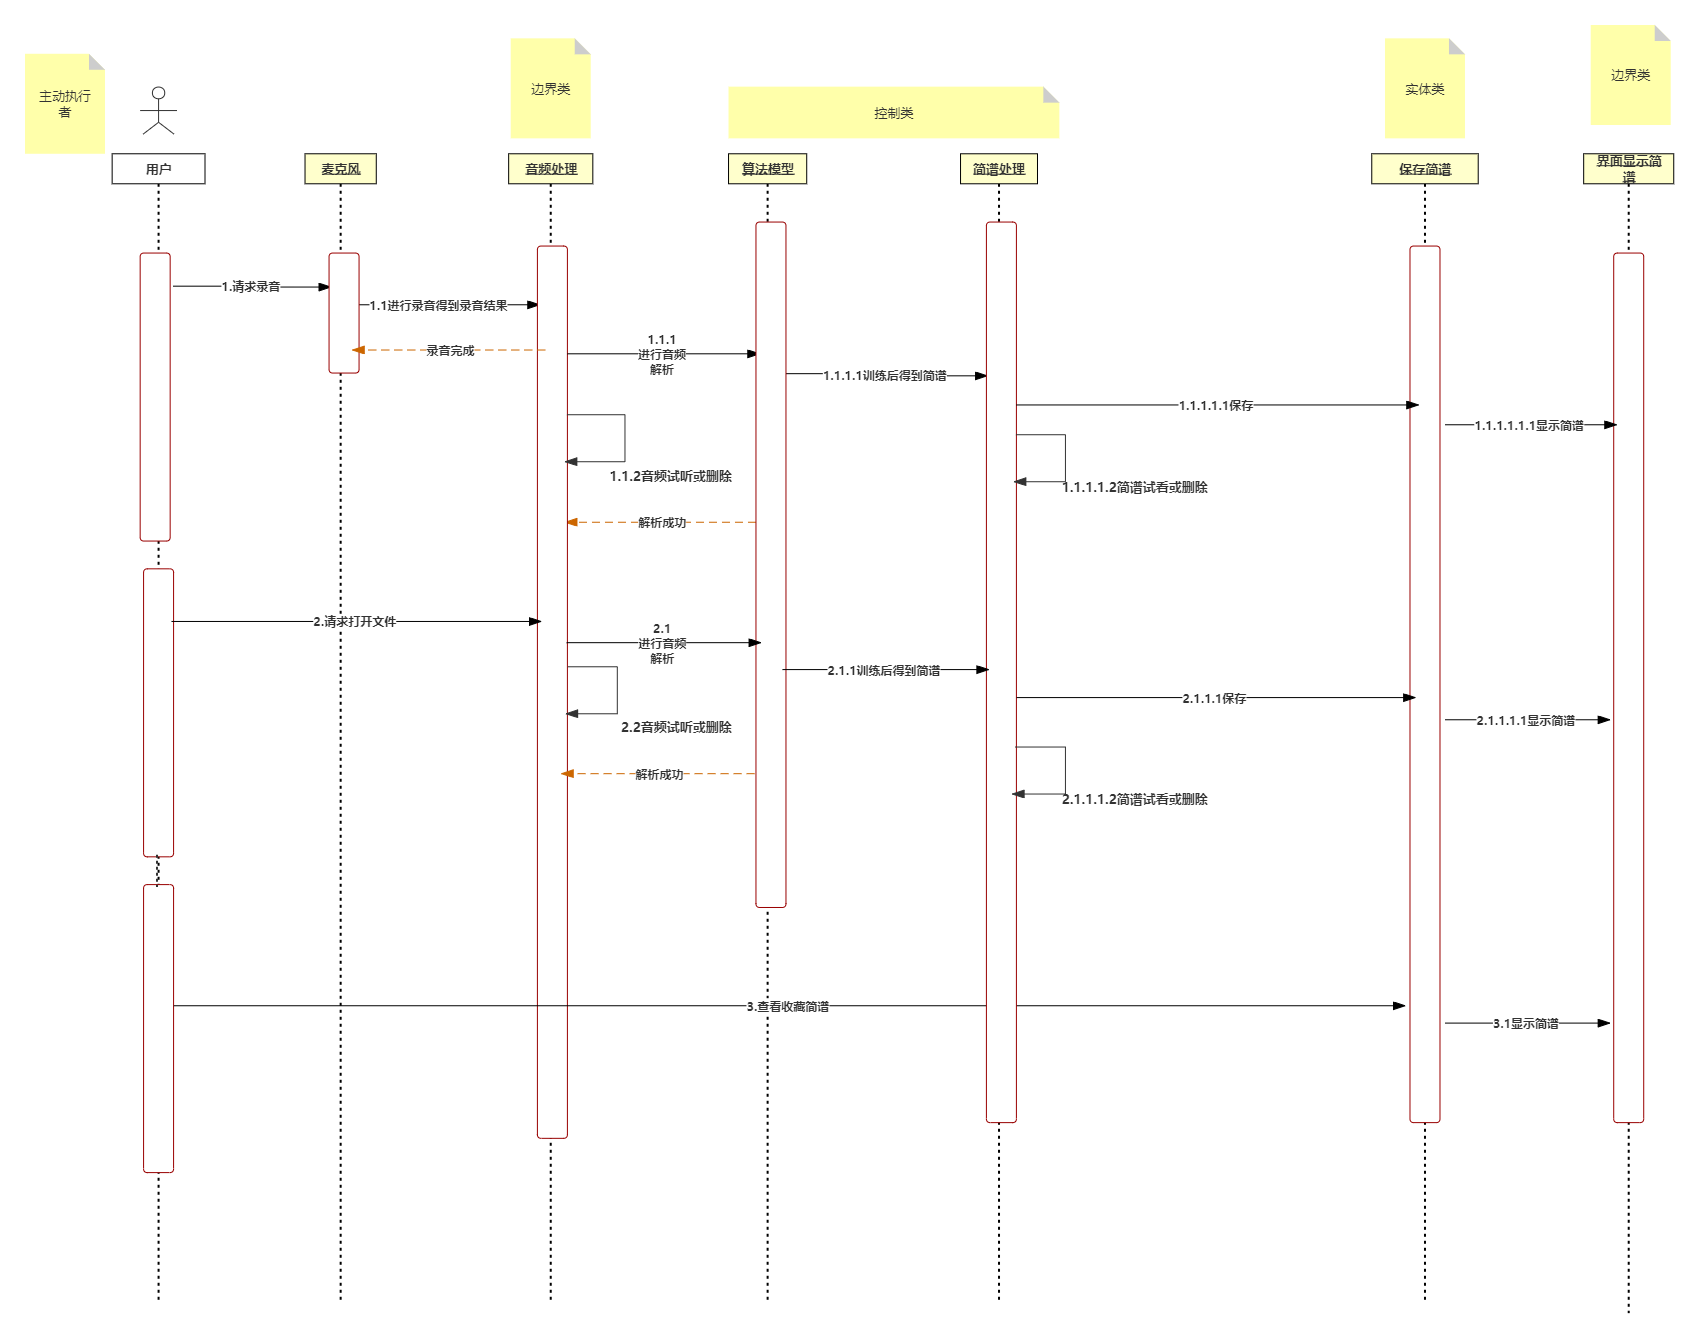 主动执行
者
边界类
控制类
实体类
边界类
用户
麦克风
音频处理
算法模型
简谱处理
保存简谱
界面显示简
谱
1.请求录音
1.1进行录音得到录音结果
录音完成
1.1.1
进行音频
解析
1.1.1.1训练后得到简谱
1.1.1.1.1保存
1.1.1.1.1.1显示简谱
1.1.2音频试听或删除
1.1.1.1.2简谱试看或删除
解析成功
2.请求打开文件
2.1
进行音频
解析
2.1.1训练后得到简谱
2.1.1.1保存
2.1.1.1.1显示简谱
2.2音频试听或删除
解析成功
2.1.1.1.2简谱试看或删除
3.查看收藏简谱
3.1显示简谱